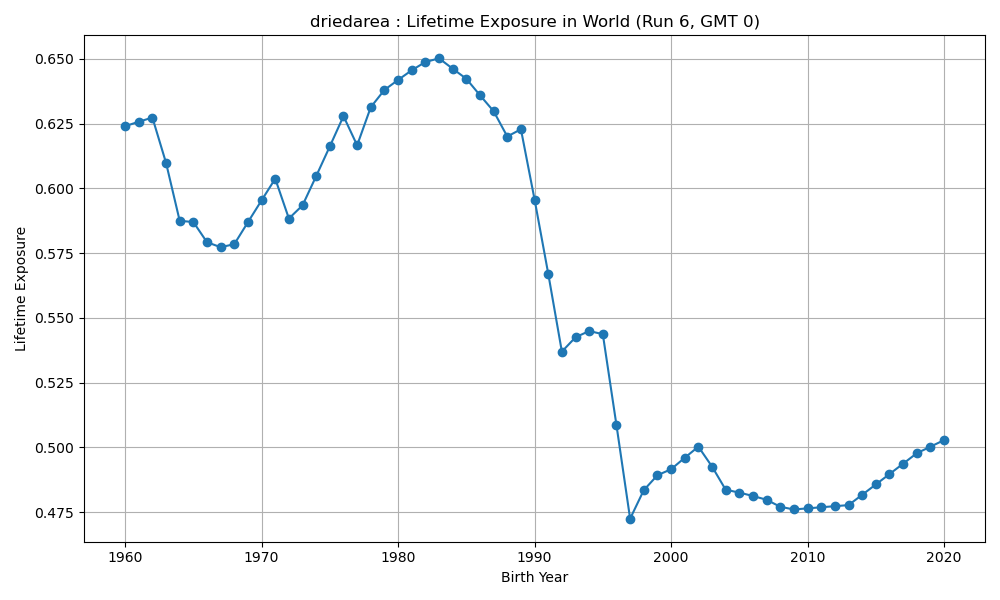 driedarea : Lifetime Exposure in World (Run 6, GMT 0)
Lifetime Exposure
0.650
0.625
0.600
0.575
0.550
0.525
0.500
0.475
1960 1970 1980 1990 2000 2010 2020
Birth Year